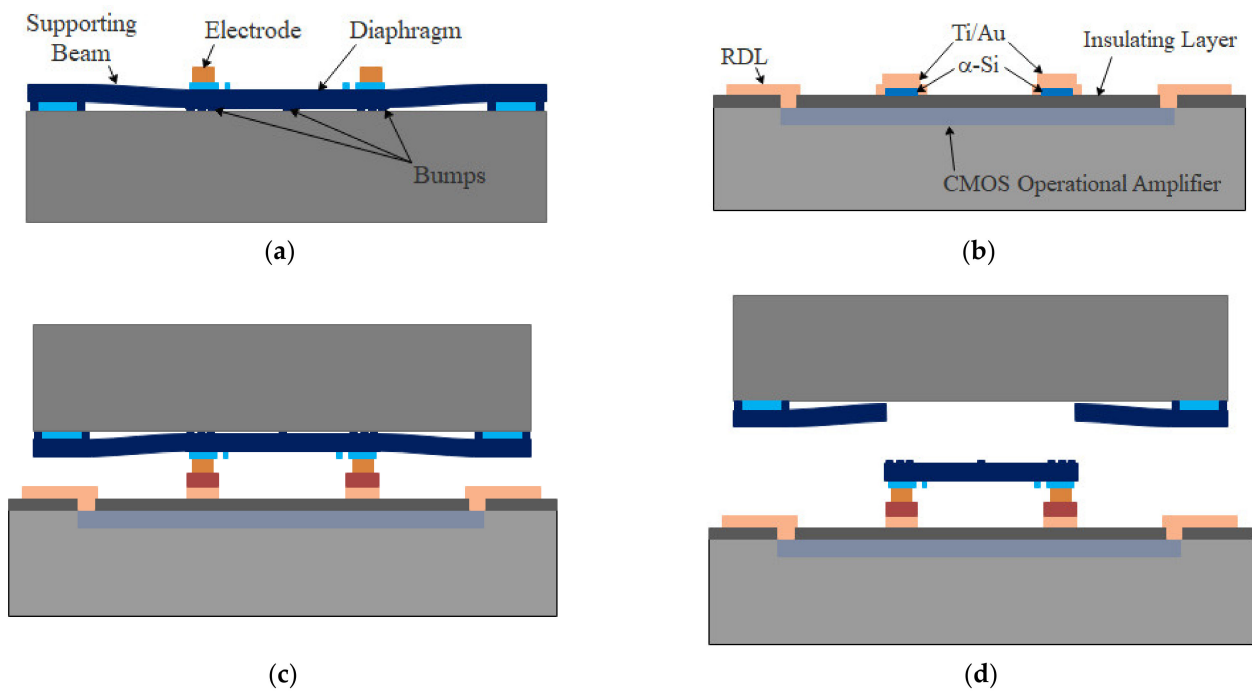 Supporting
Beam
Electrode
Diaphragm
Bumps
(a)
Ti/Au
Insulating Layer
RDL
α-Si
CMOS Operational Amplifier
(b)
(c)
(d)